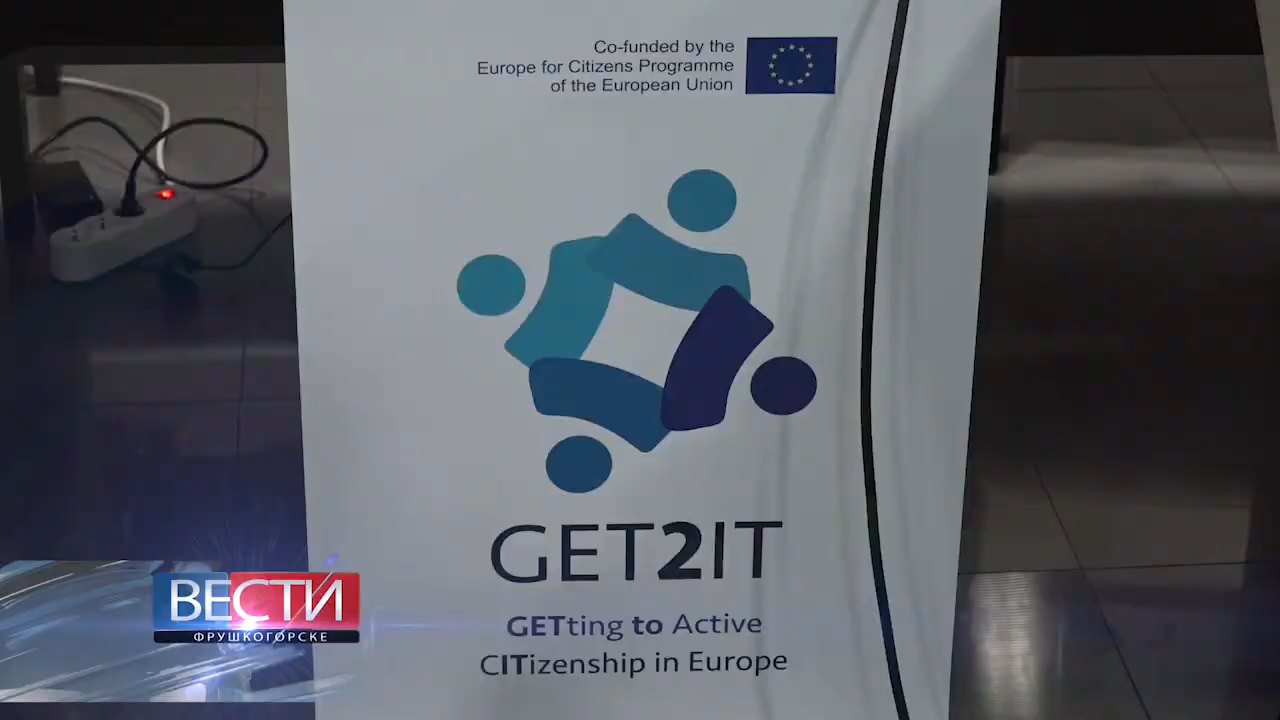 Co-funded by the
Europe for Citizens Programme
of the European Union
GET2IT
GETting to Active
CITizenship in Europe
ВЕСТИ
ФРУШКОГОРСКЕ